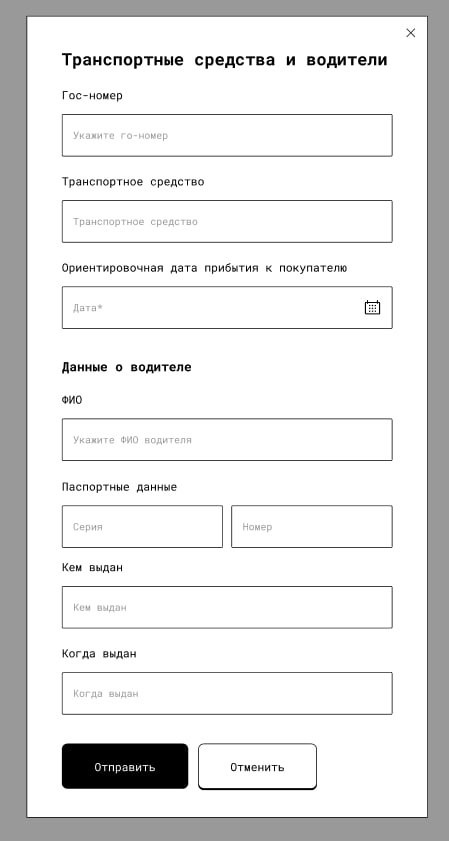 Транспортные средства и водители
Гос-номер
Укажите го-номер
Транспортное средство
Транспортное средство
Ориентировочная дата прибытия к покупателю
Дата*
Данные о водителе
ФИО
Укажите ФИО водителя
Паспортные данные
Серия Номер
Кем выдан
Кем выдан
Когда выдан
Когда выдан
Отправить Отменить